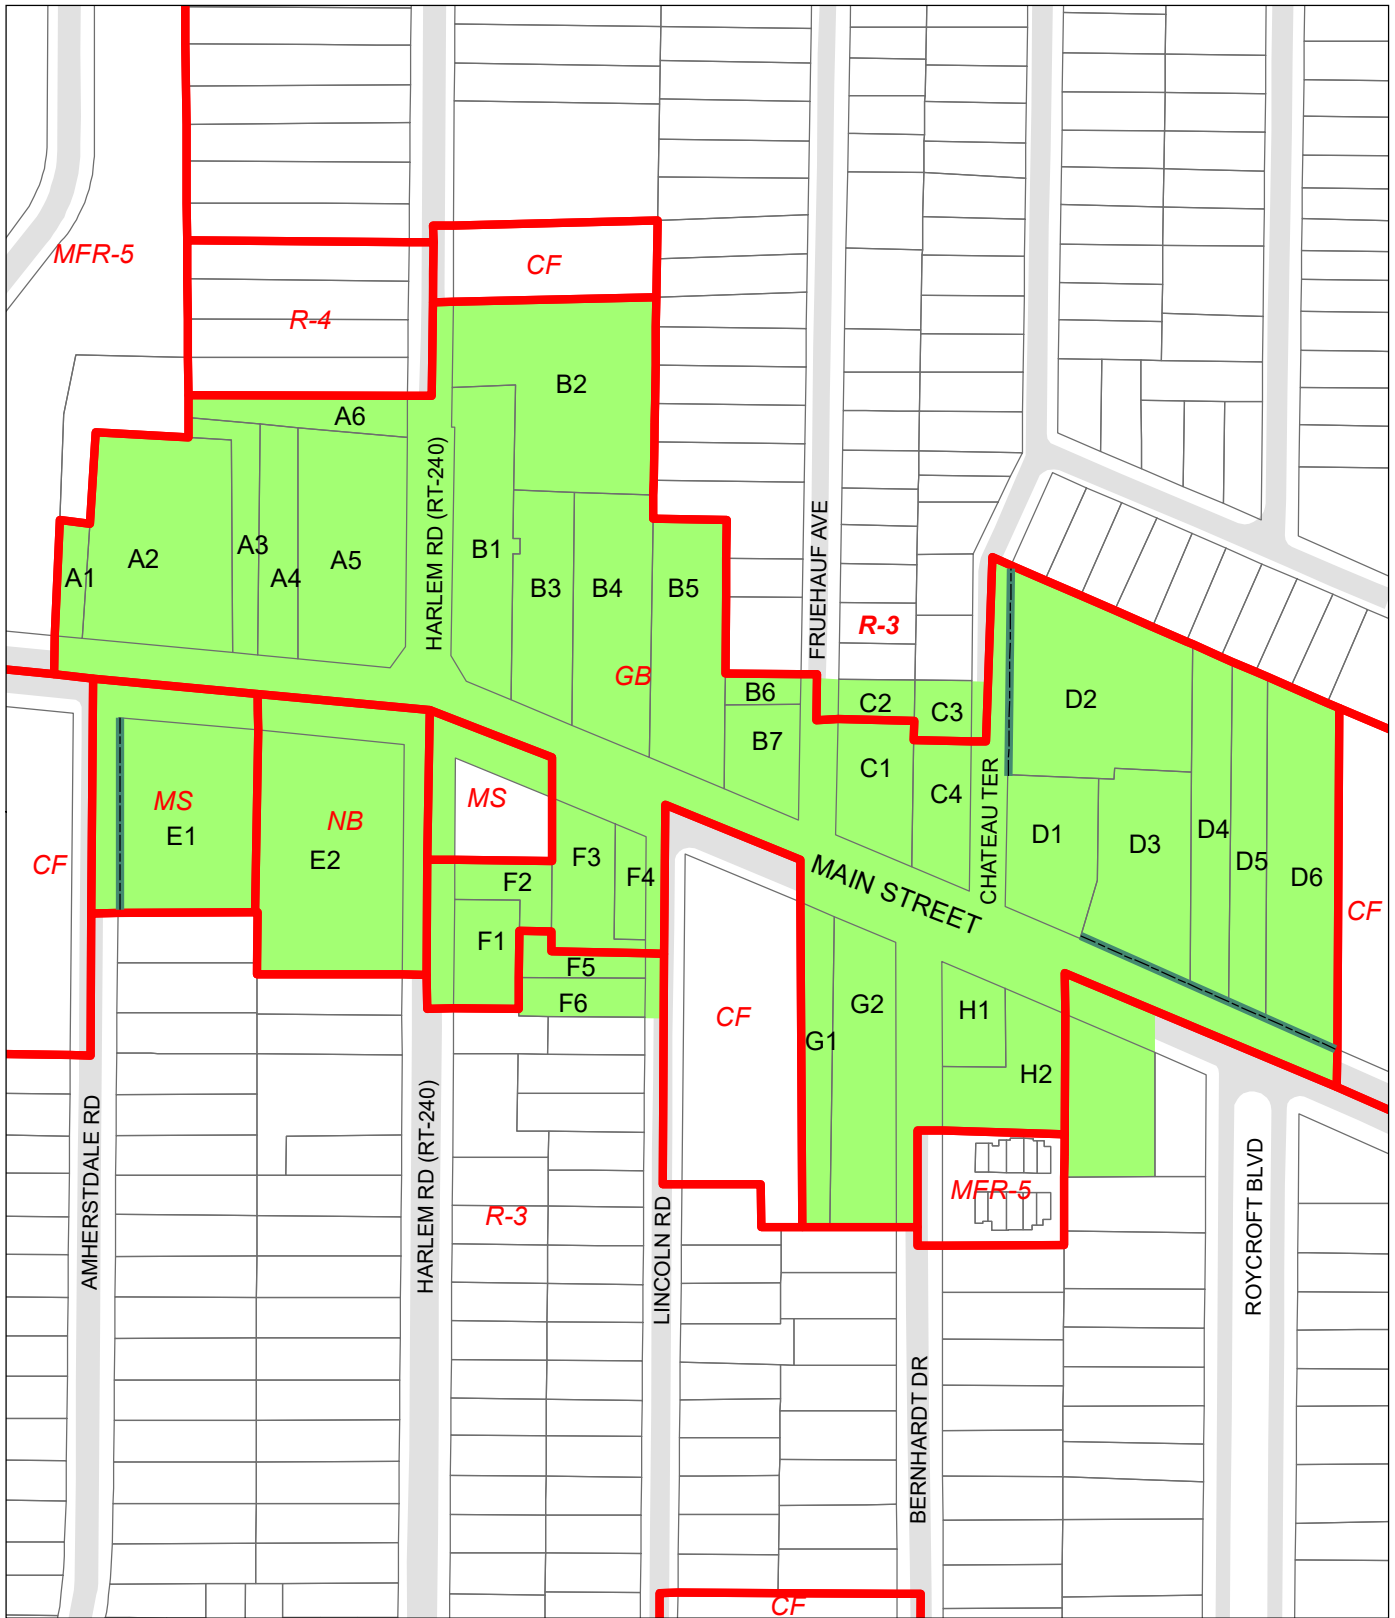 MFR-5
CF
R-4
B2
A6
HARLEM RD (RT-240)
FRUEHAUF AVE
A1
A2
A3
A4
A5
B1
B3
B4
B5
R-3
GB
B6
B7
C2
C3
C1
C4
CHATEAU TER
D2
D1
D3
D4
D5
D6
CF
MS
E1
NB
E2
CF
MS
F2
F3
F4
F1
F5
F6
MAIN STREET
CF
G1
G2
H1
H2
MFR-5
AMHERSTDALE RD
HARLEM RD (RT-240)
R-3
LINCOLN RD
BERNHARDT DR
ROYCROFT BLVD
CF